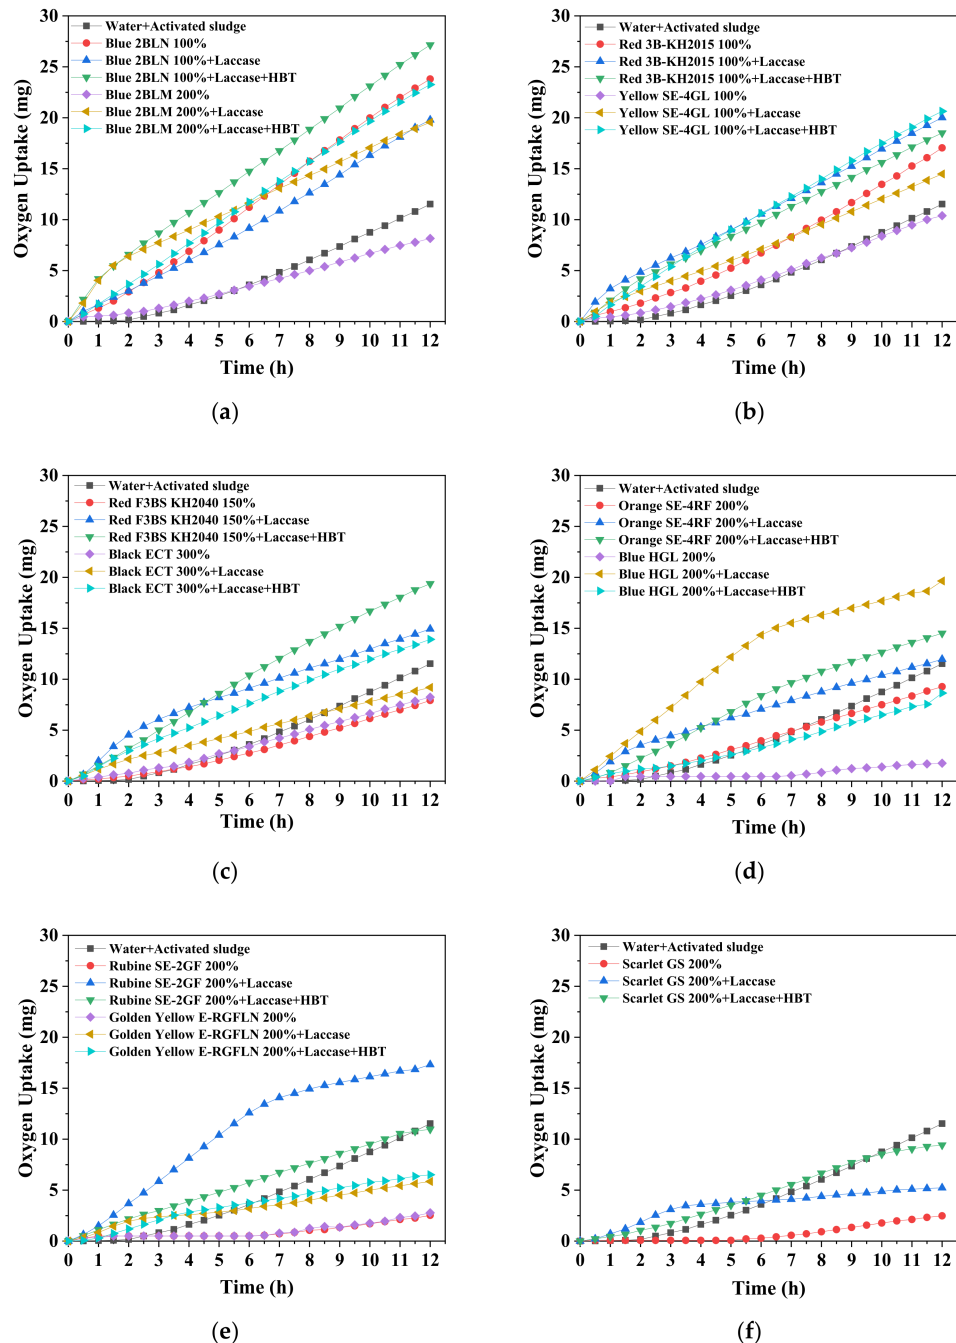 Water+Activated sludge
Blue 2BLN 100%
Blue 2BLN 100%+Laccase
Blue 2BLN 100%+Laccase+HBT
Blue 2BLM 200%
Blue 2BLM 200%+Laccase
Blue 2BLM 200%+Laccase+HBT
Oxygen Uptake (mg)
30
25
20
15
10
5
0
0 1 2 3 4 5 6 7 8 9 10 11 12
Time (h)
(a)
Water+Activated sludge
Red 3B-KH2015 100%
Red 3B-KH2015 100%+Laccase
Red 3B-KH2015 100%+Laccase+HBT
Yellow SE-4GL 100%
Yellow SE-4GL 100%+Laccase
Yellow SE-4GL 100%+Laccase+HBT
Oxygen Uptake (mg)
30
25
20
15
10
5
0
0 1 2 3 4 5 6 7 8 9 10 11 12
Time (h)
(b)
Water+Activated sludge
Red F3BS KH2040 150%
Red F3BS KH2040 150%+Laccase
Red F3BS KH2040 150%+Laccase+HBT
Black ECT 300%
Black ECT 300%+Laccase
Black ECT 300%+Laccase+HBT
Oxygen Uptake (mg)
30
25
20
15
10
5
0
0 1 2 3 4 5 6 7 8 9 10 11 12
Time (h)
(c)
Water+Activated sludge
Orange SE-4RF 200%
Orange SE-4RF 200%+Laccase
Orange SE-4RF 200%+Laccase+HBT
Blue HGL 200%
Blue HGL 200%+Laccase
Blue HGL 200%+Laccase+HBT
Oxygen Uptake (mg)
30
25
20
15
10
5
0
0 1 2 3 4 5 6 7 8 9 10 11 12
Time (h)
(d)
Water+Activated sludge
Rubine SE-2GF 200%
Rubine SE-2GF 200%+Laccase
Rubine SE-2GF 200%+Laccase+HBT
Golden Yellow E-RGFLN 200%
Golden Yellow E-RGFLN 200%+Laccase
Golden Yellow E-RGFLN 200%+Laccase+HBT
Oxygen Uptake (mg)
30
25
20
15
10
5
0
0 1 2 3 4 5 6 7 8 9 10 11 12
Time (h)
(e)
Water+Activated sludge
Scarlet GS 200%
Scarlet GS 200%+Laccase
Scarlet GS 200%+Laccase+HBT
Oxygen Uptake (mg)
30
25
20
15
10
5
0
0 1 2 3 4 5 6 7 8 9 10 11 12
Time (h)
(f)